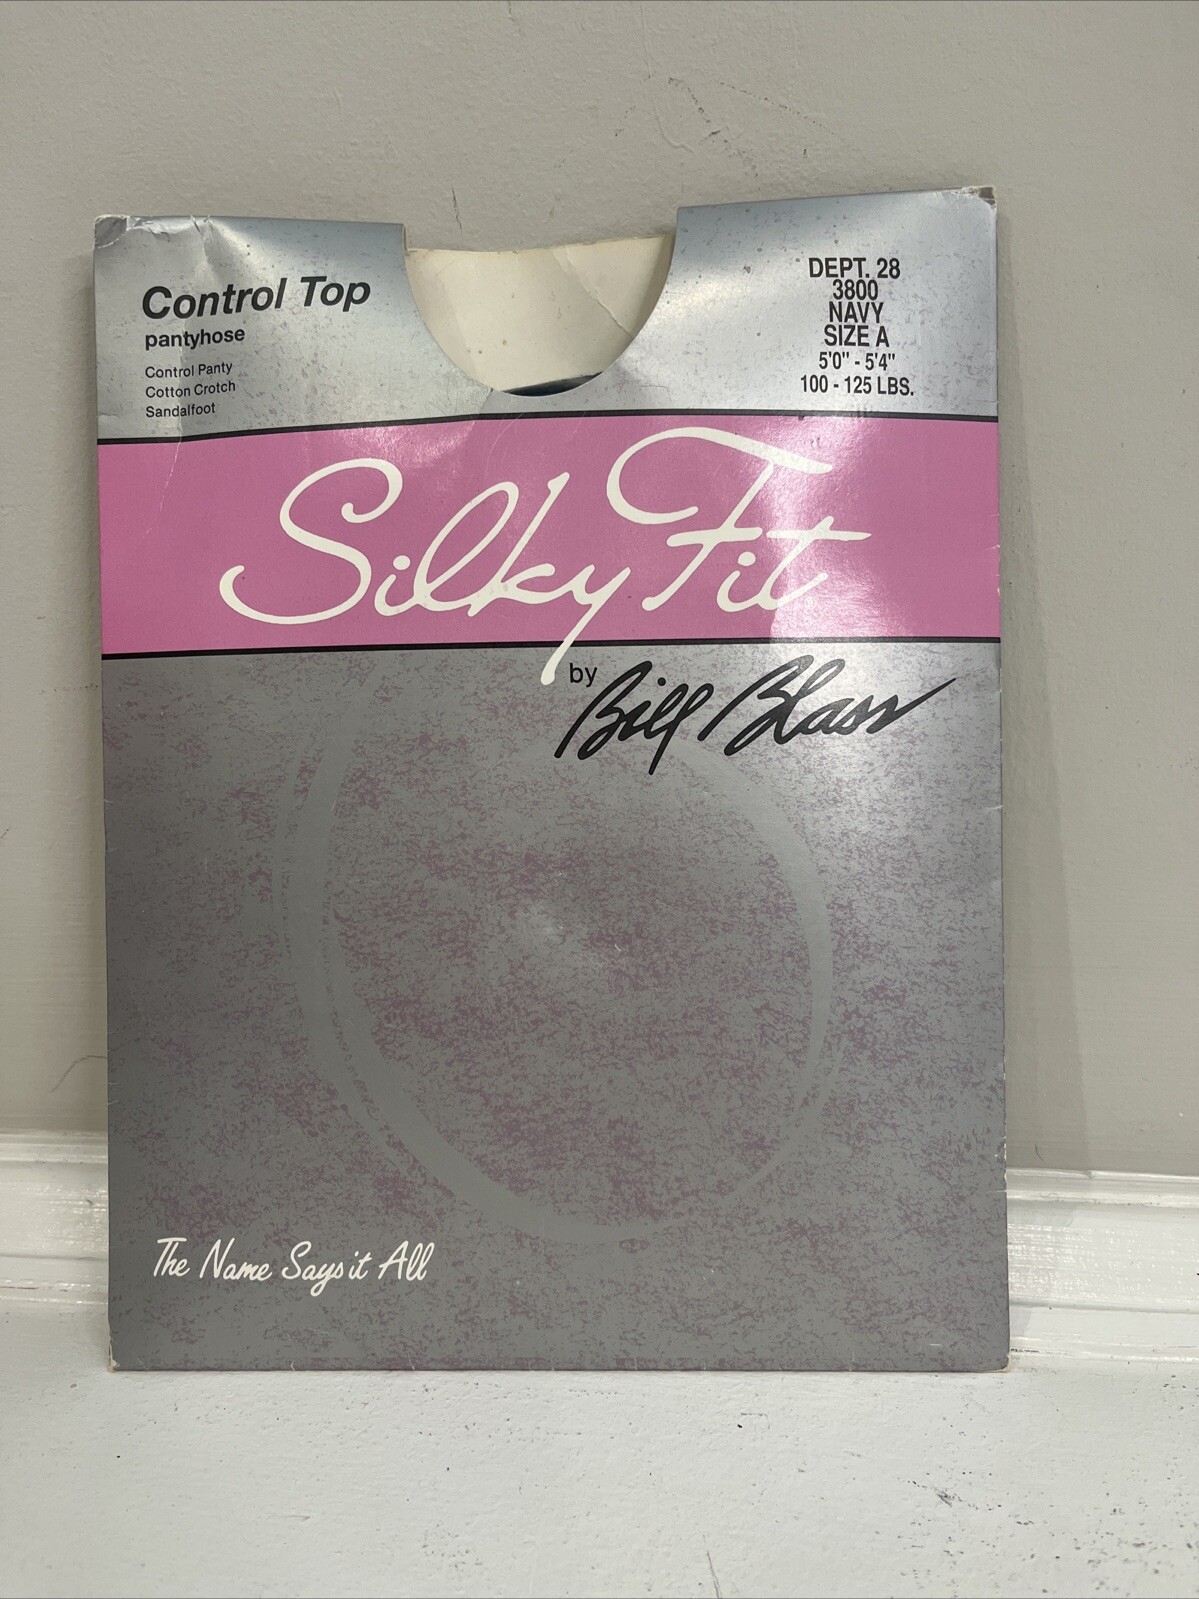 Control Top
pantyhose
Control Panty
Cotton Crotch
Sandalfoot
DEPT. 28
3800
NAVY
SIZE A
5'0" - 5'4"
100 - 125 LBS.
Silky Fit®
by Bill Blass
The Name Says it All